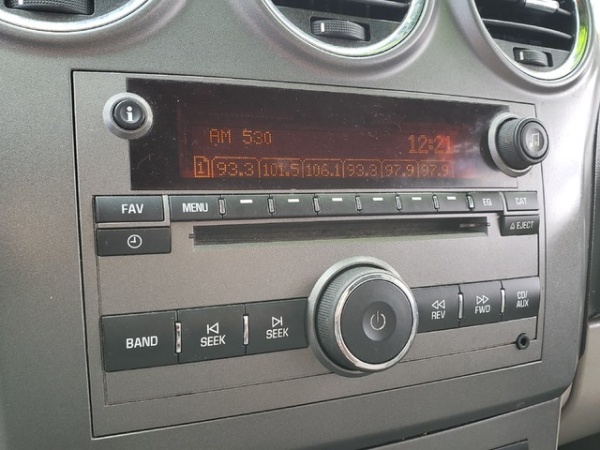 i
AM 530 12:21
1 93.3 101.5 106.1 93.3 97.9 97.9
FAV MENU EQ CAT
EJECT
BAND SEEK SEEK REV FWD CD/AUX